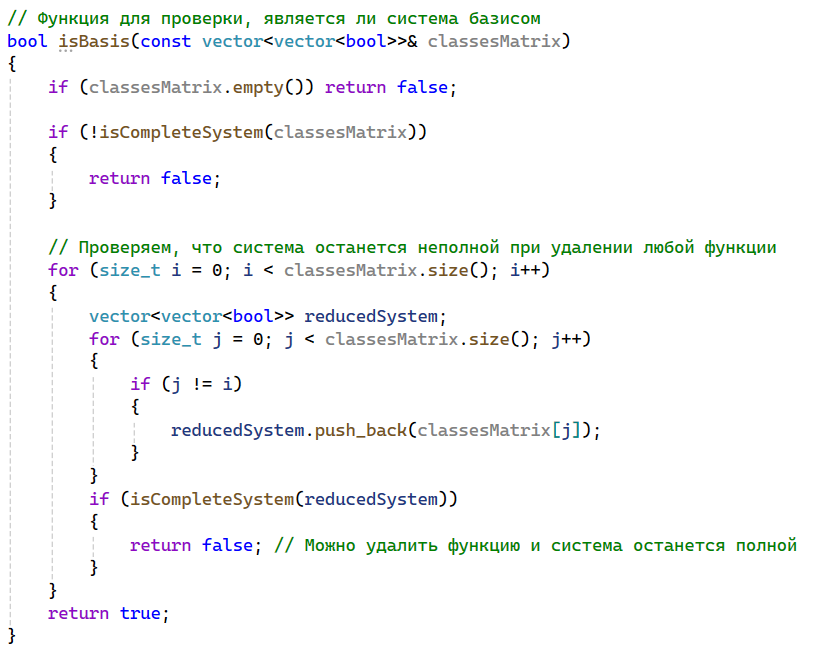 // Функция для проверки, является ли система базисом
bool isBasis(const vector<vector<bool>>& classesMatrix)
{
    if (classesMatrix.empty()) return false;

    if (!isCompleteSystem(classesMatrix))
    {
        return false;
    }

    // Проверяем, что система останется неполной при удалении любой функции
    for (size_t i = 0; i < classesMatrix.size(); i++)
    {
        vector<vector<bool>> reducedSystem;
        for (size_t j = 0; j < classesMatrix.size(); j++)
        {
            if (j != i)
            {
                reducedSystem.push_back(classesMatrix[j]);
            }
        }
        if (isCompleteSystem(reducedSystem))
        {
            return false; // Можно удалить функцию и система останется полной
        }
    }
    return true;
}